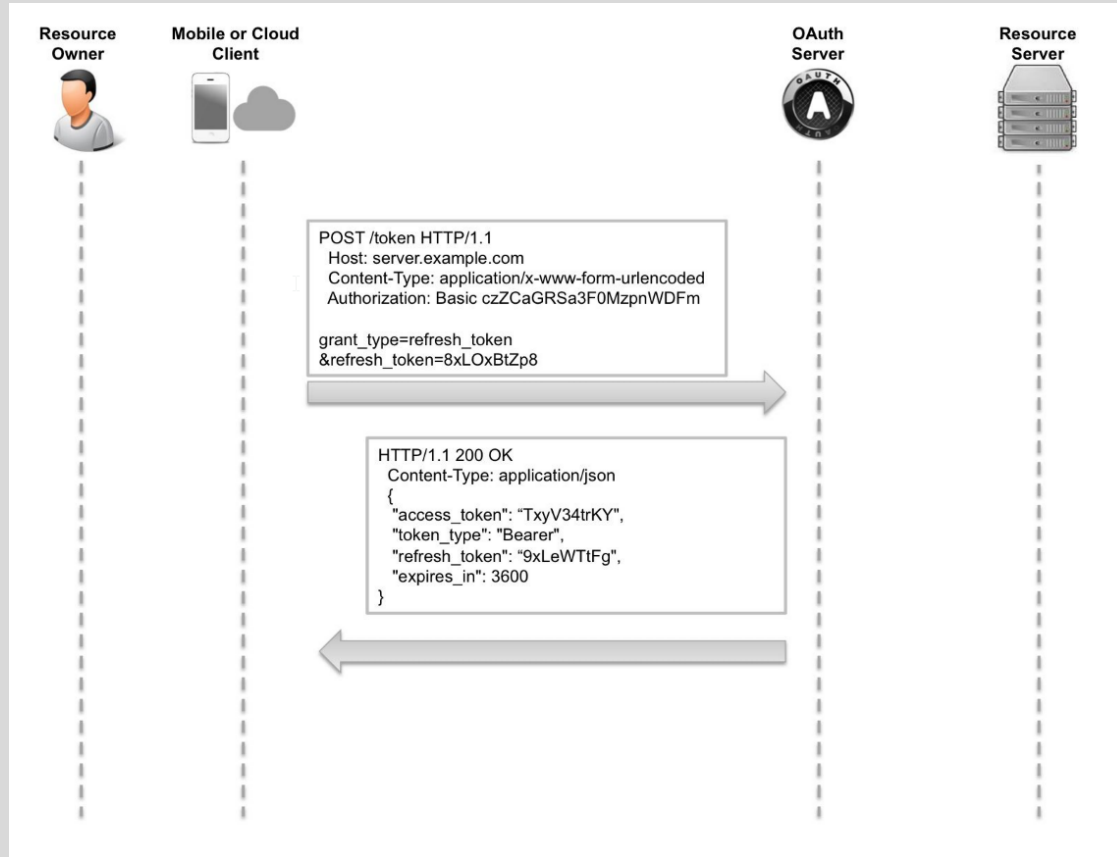 Resource
Owner
Mobile or Cloud
Client
OAuth
Server
Resource
Server
OAUTH
A
POST /token HTTP/1.1
Host: server.example.com
Content-Type: application/x-www-form-urlencoded
Authorization: Basic czZCaGRSa3F0MzpnWDFm
grant_type=refresh_token
&refresh_token=8xLOxBtZp8
HTTP/1.1 200 OK
Content-Type: application/json
{
"access_token": “TxyV34trKY",
"token_type": "Bearer",
"refresh_token": “9xLeWTtFg",
"expires_in": 3600
}